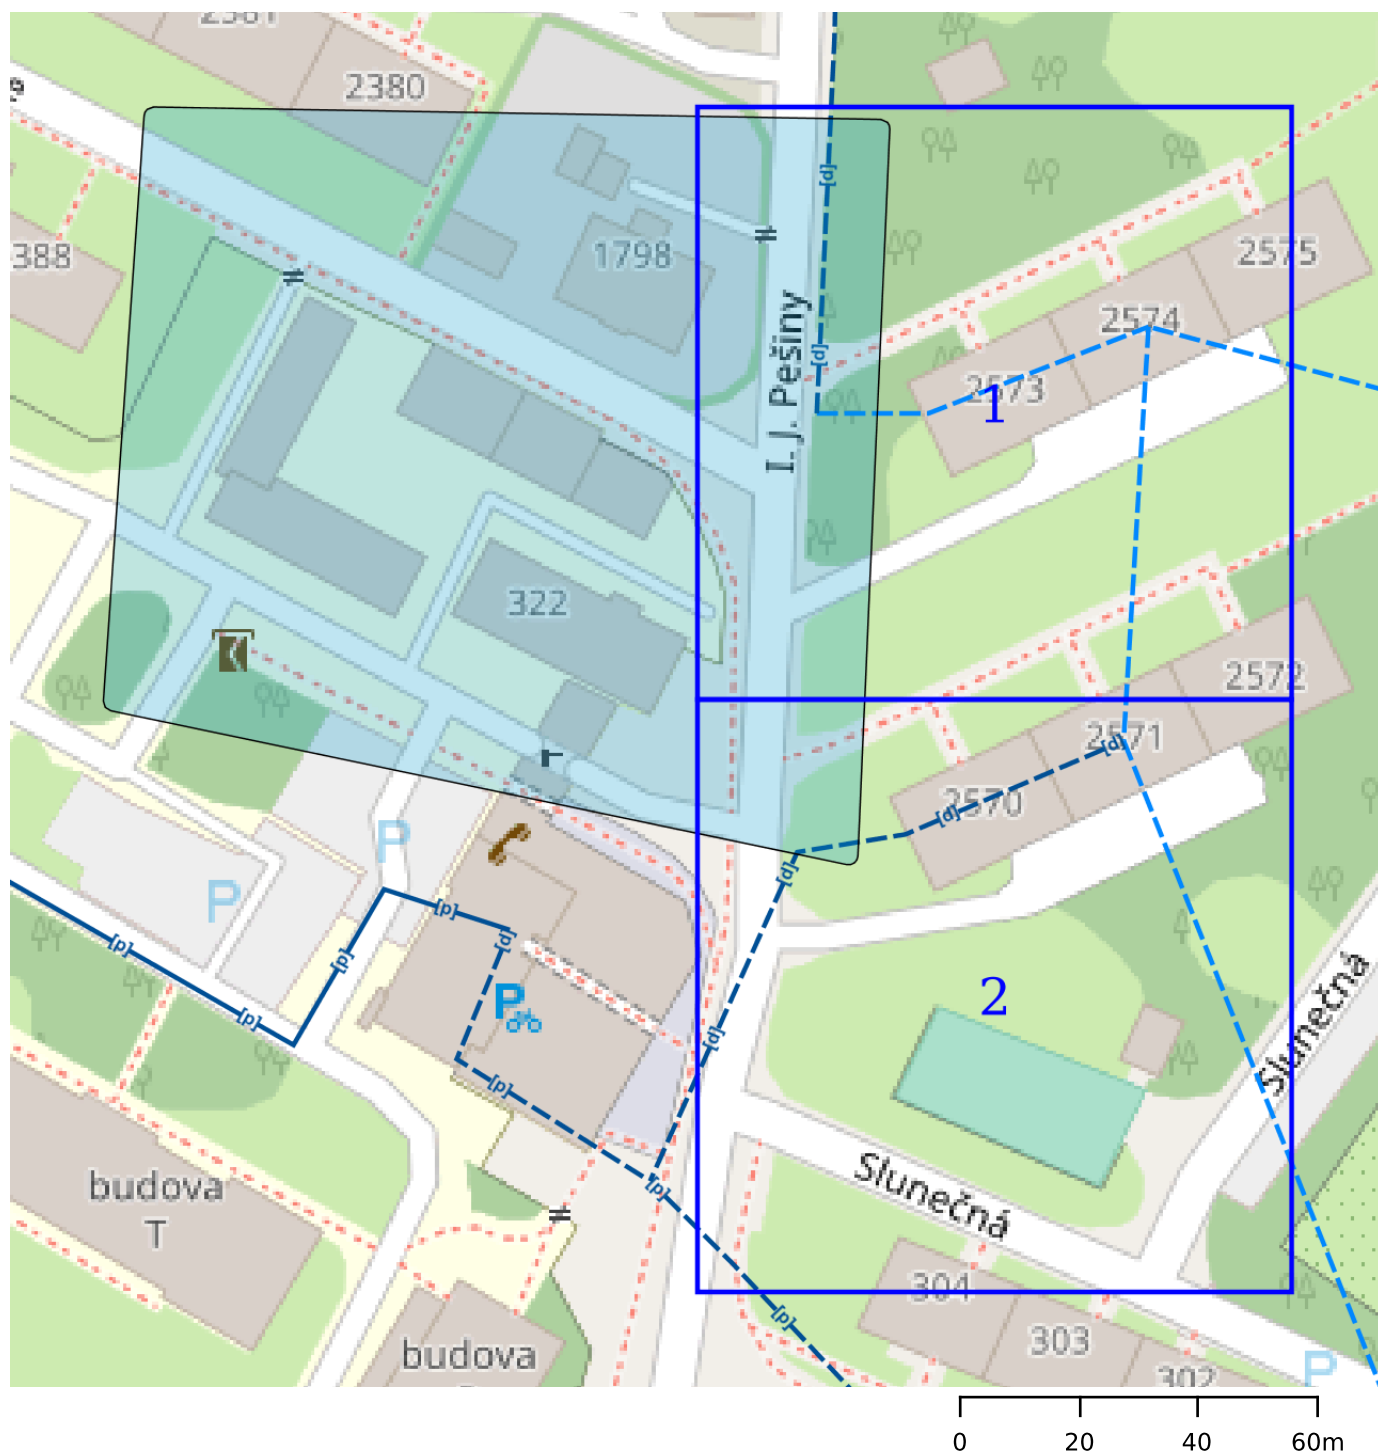 2380
388
1798
[d]
2575
2574
[d]
2573
1
I. J. Pešiny
322
2572
2571
[d]
2570
[d]
P
[d]
P
[p]
[d]
[p]
[p]
2
P
[p]
[d]
Slunečná
[p]
budova
T
[p]
Slunečná
304
[p]
303
budova
P
302
0 20 40 60m